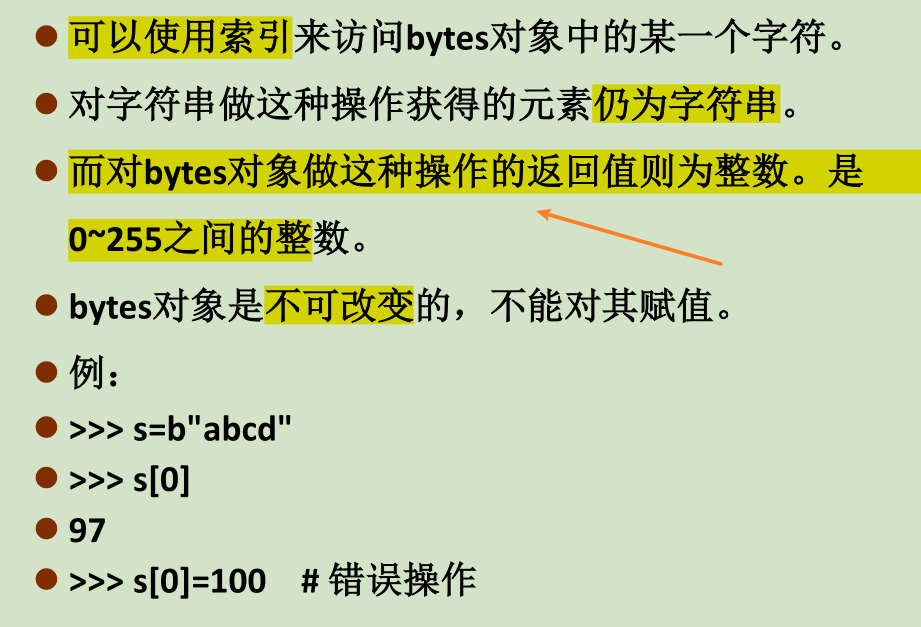 可以使用索引来访问bytes对象中的某一个字符。
对字符串做这种操作获得的元素仍为字符串。
而对bytes对象做这种操作的返回值则为整数。是
0~255之间的整数。
bytes对象是不可改变的，不能对其赋值。
例：
>>> s=b"abcd"
>>> s[0]
97
>>> s[0]=100    # 错误操作